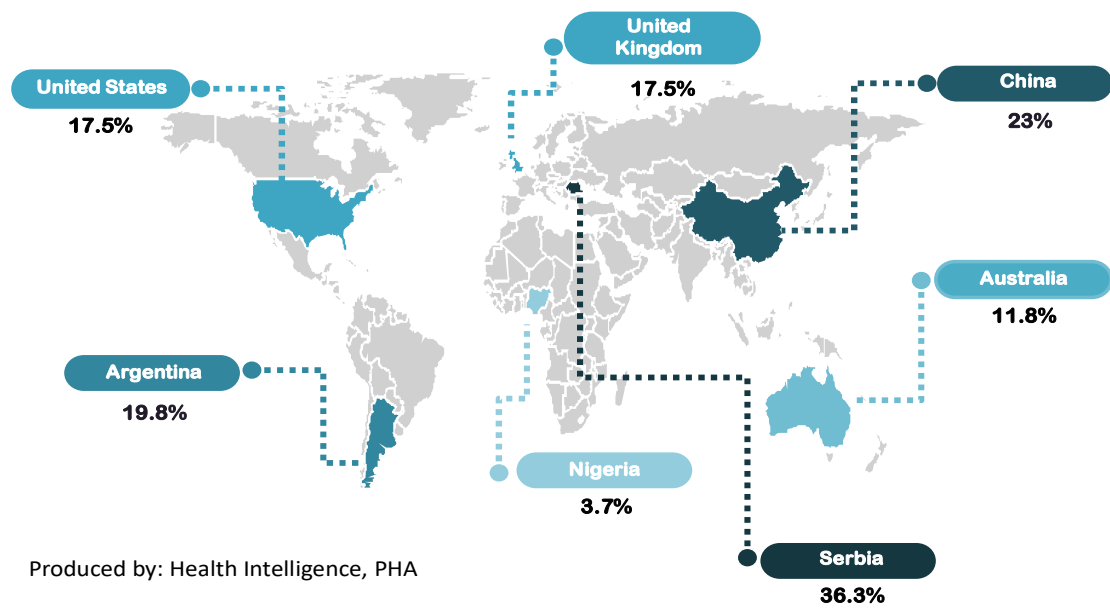 United
Kingdom
17.5%
United States
17.5%
China
23%
Australia
11.8%
Argentina
19.8%
Nigeria
3.7%
Serbia
36.3%
Produced by: Health Intelligence, PHA